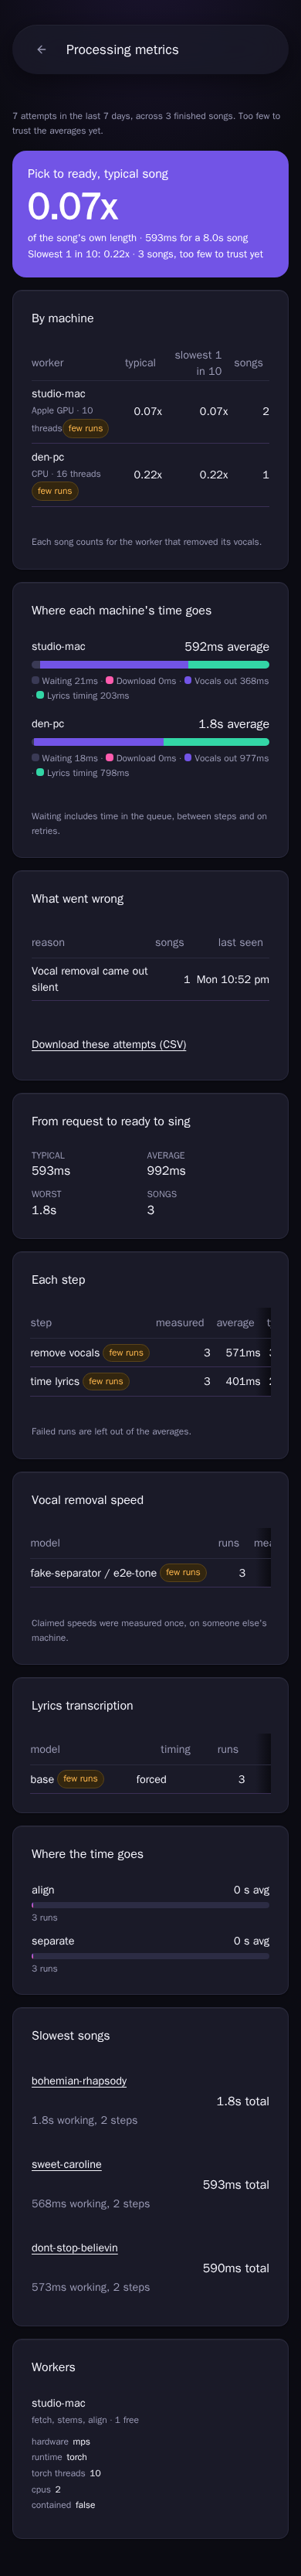 Processing metrics
7 attempts in the last 7 days, across 3 finished songs. Too few to
trust the averages yet.
Pick to ready, typical song
0.07x
of the song's own length · 593ms for a 8.0s song
Slowest 1 in 10: 0.22x · 3 songs, too few to trust yet
By machine
worker typical slowest 1 in 10 songs
studio-mac
Apple GPU · 10 threads few runs 0.07x 0.07x 2
den-pc
CPU · 16 threads few runs 0.22x 0.22x 1
Each song counts for the worker that removed its vocals.
Where each machine's time goes
studio-mac 592ms average
Waiting 21ms · Download 0ms · Vocals out 368ms
· Lyrics timing 203ms
den-pc 1.8s average
Waiting 18ms · Download 0ms · Vocals out 977ms
· Lyrics timing 798ms
Waiting includes time in the queue, between steps and on
retries.
What went wrong
reason songs last seen
Vocal removal came out silent 1 Mon 10:52 pm
Download these attempts (CSV)
From request to ready to sing
TYPICAL AVERAGE
593ms 992ms
WORST SONGS
1.8s 3
Each step
step measured average
remove vocals few runs 3 571ms
time lyrics few runs 3 401ms
Failed runs are left out of the averages.
Vocal removal speed
model runs
fake-separator / e2e-tone few runs 3
Claimed speeds were measured once, on someone else's
machine.
Lyrics transcription
model timing runs
base few runs forced 3
Where the time goes
align 0 s avg
3 runs
separate 0 s avg
3 runs
Slowest songs
bohemian-rhapsody
1.8s total
1.8s working, 2 steps
sweet-caroline
593ms total
568ms working, 2 steps
dont-stop-believin
590ms total
573ms working, 2 steps
Workers
studio-mac
fetch, stems, align · 1 free
hardware mps
runtime torch
torch threads 10
cpus 2
contained false